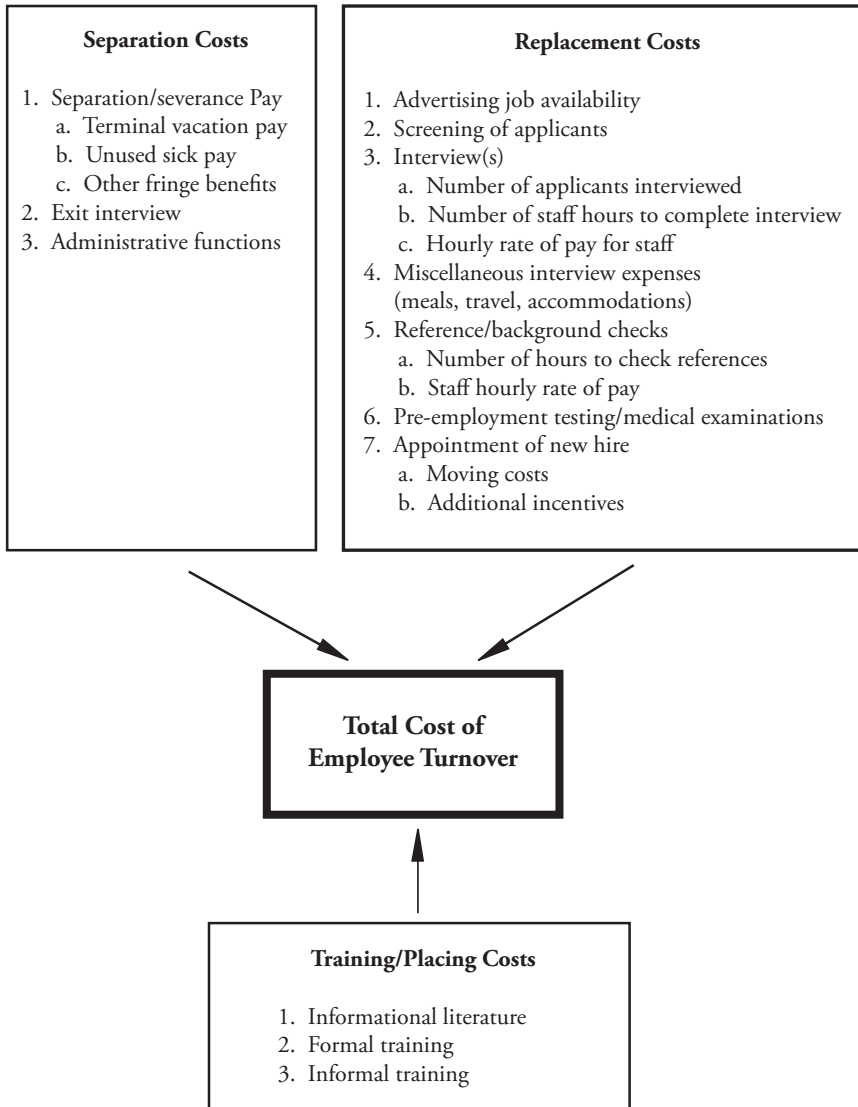 Separation Costs
1. Separation/severance Pay
a. Terminal vacation pay
b. Unused sick pay
c. Other fringe benefits
2. Exit interview
3. Administrative functions
Replacement Costs
1. Advertising job availability
2. Screening of applicants
3. Interview(s)
a. Number of applicants interviewed
b. Number of staff hours to complete interview
c. Hourly rate of pay for staff
4. Miscellaneous interview expenses
(meals, travel, accommodations)
5. Reference/background checks
a. Number of hours to check references
b. Staff hourly rate of pay
6. Pre-employment testing/medical examinations
7. Appointment of new hire
a. Moving costs
b. Additional incentives
Total Cost of
Employee Turnover
Training/Placing Costs
1. Informational literature
2. Formal training
3. Informal training